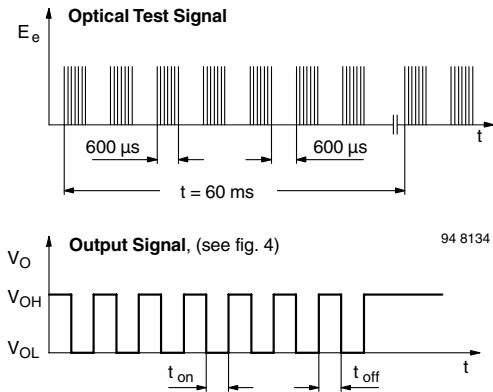 Optical Test Signal
E e
t
600 µs 600 µs
t = 60 ms
Output Signal, (see fig. 4)
94 8134
V O
V OH
V OL
t
t on t off